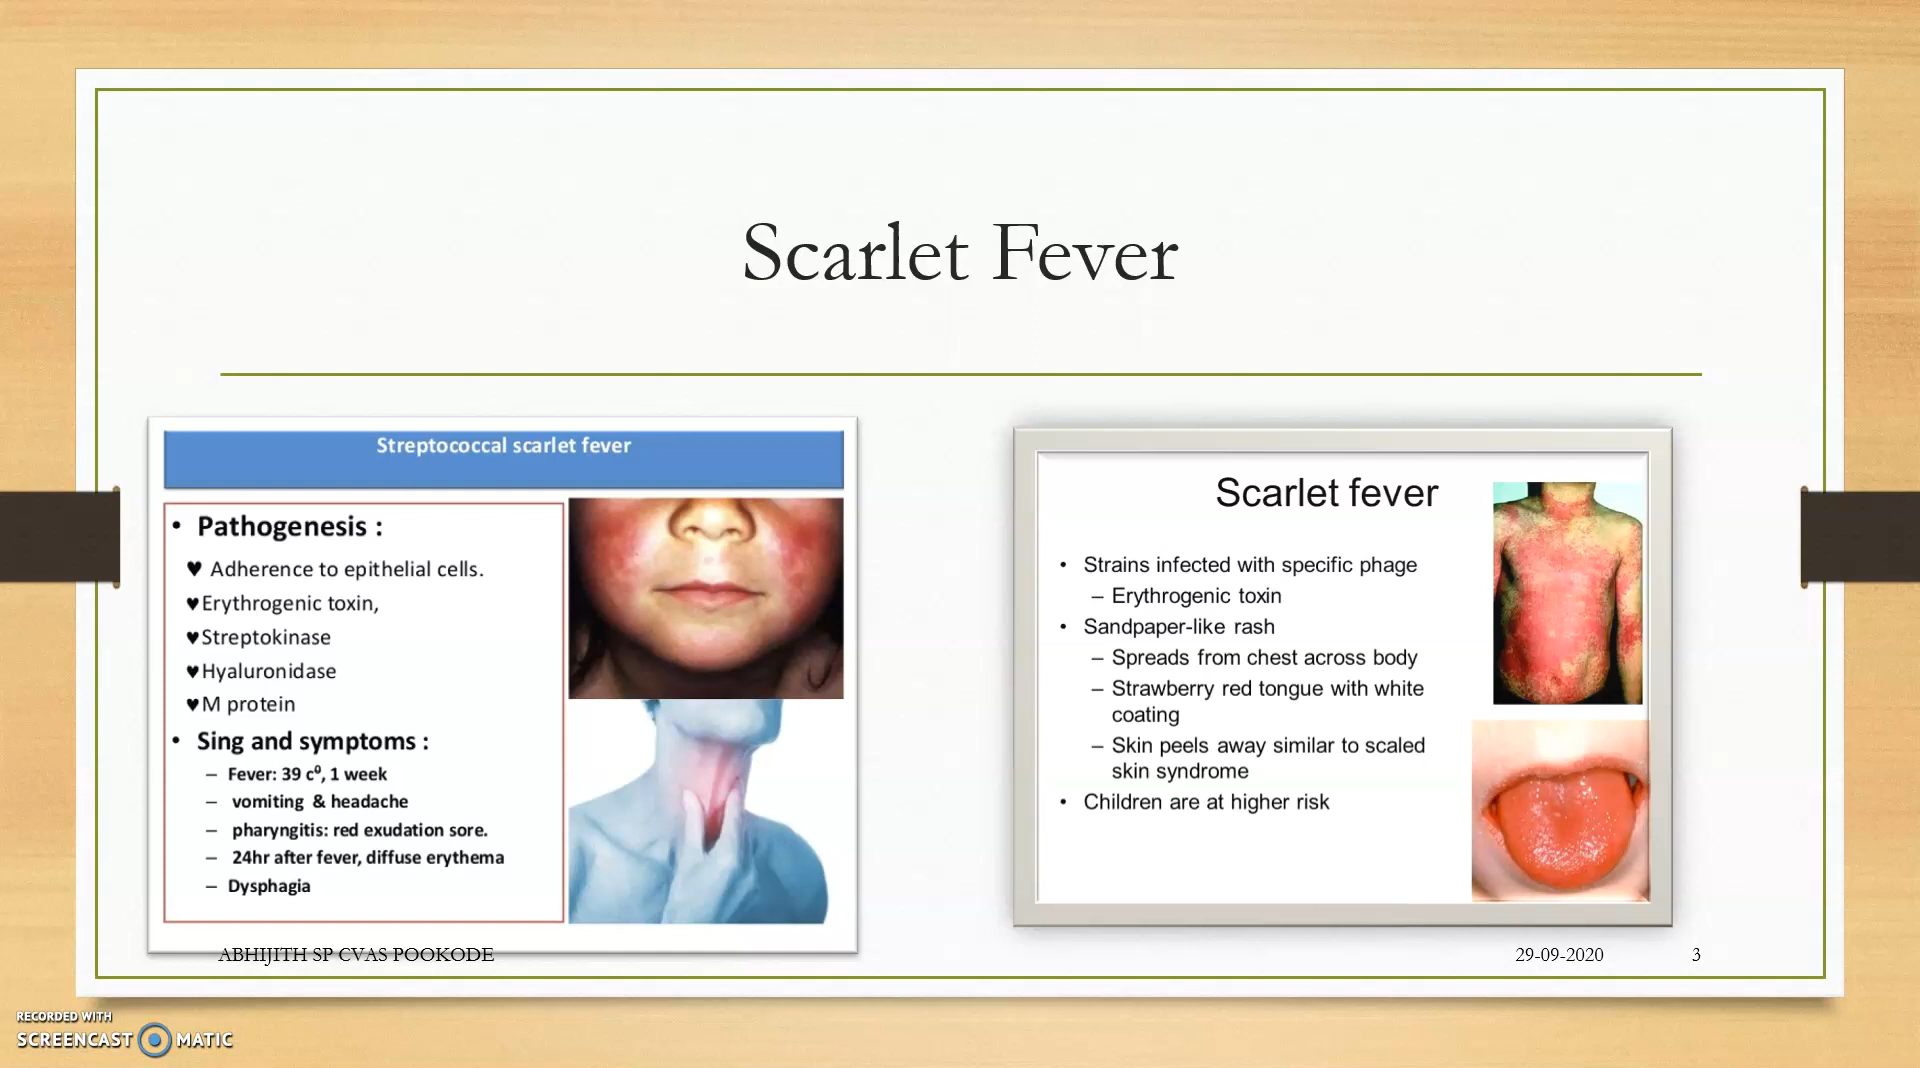 Scarlet Fever
Streptococcal scarlet fever
• Pathogenesis :
♥ Adherence to epithelial cells.
♥Erythrogenic toxin,
♥Streptokinase
♥Hyaluronidase
♥M protein
• Sing and symptoms :
– Fever: 39 c⁰, 1 week
– vomiting & headache
– pharyngitis: red exudation sore.
– 24hr after fever, diffuse erythema
– Dysphagia
Scarlet fever
• Strains infected with specific phage
– Erythrogenic toxin
• Sandpaper-like rash
– Spreads from chest across body
– Strawberry red tongue with white
coating
– Skin peels away similar to scaled
skin syndrome
• Children are at higher risk
ABHIJITH SP CVAS POOKODE
29-09-2020
3
RECORDED WITH
SCREENCAST MATIC